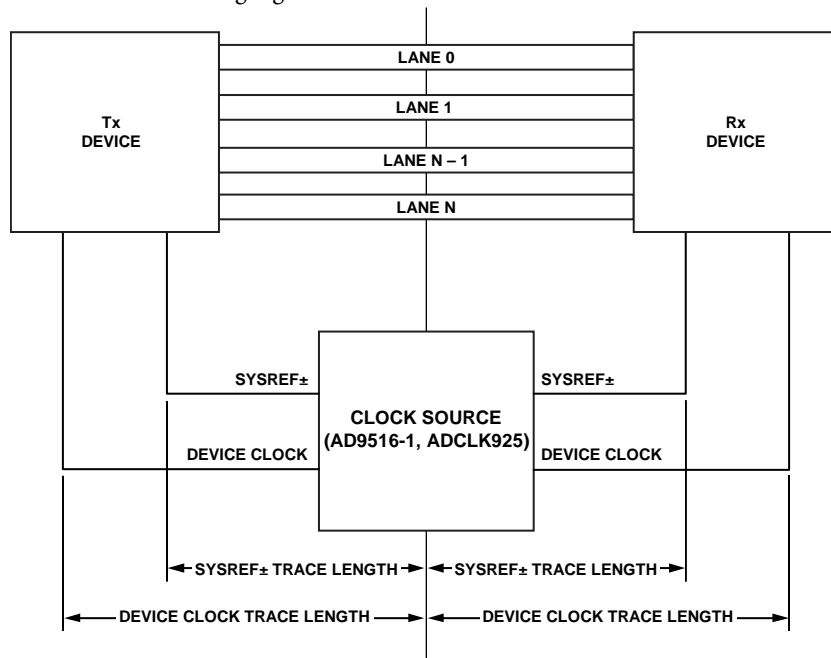 LANE 0
LANE 1
LANE N – 1
LANE N
Tx
DEVICE
Rx
DEVICE
SYSREF±
SYSREF±
CLOCK SOURCE
(AD9516-1, ADCLK925)
DEVICE CLOCK
DEVICE CLOCK
SYSREF± TRACE LENGTH
SYSREF± TRACE LENGTH
DEVICE CLOCK TRACE LENGTH
DEVICE CLOCK TRACE LENGTH